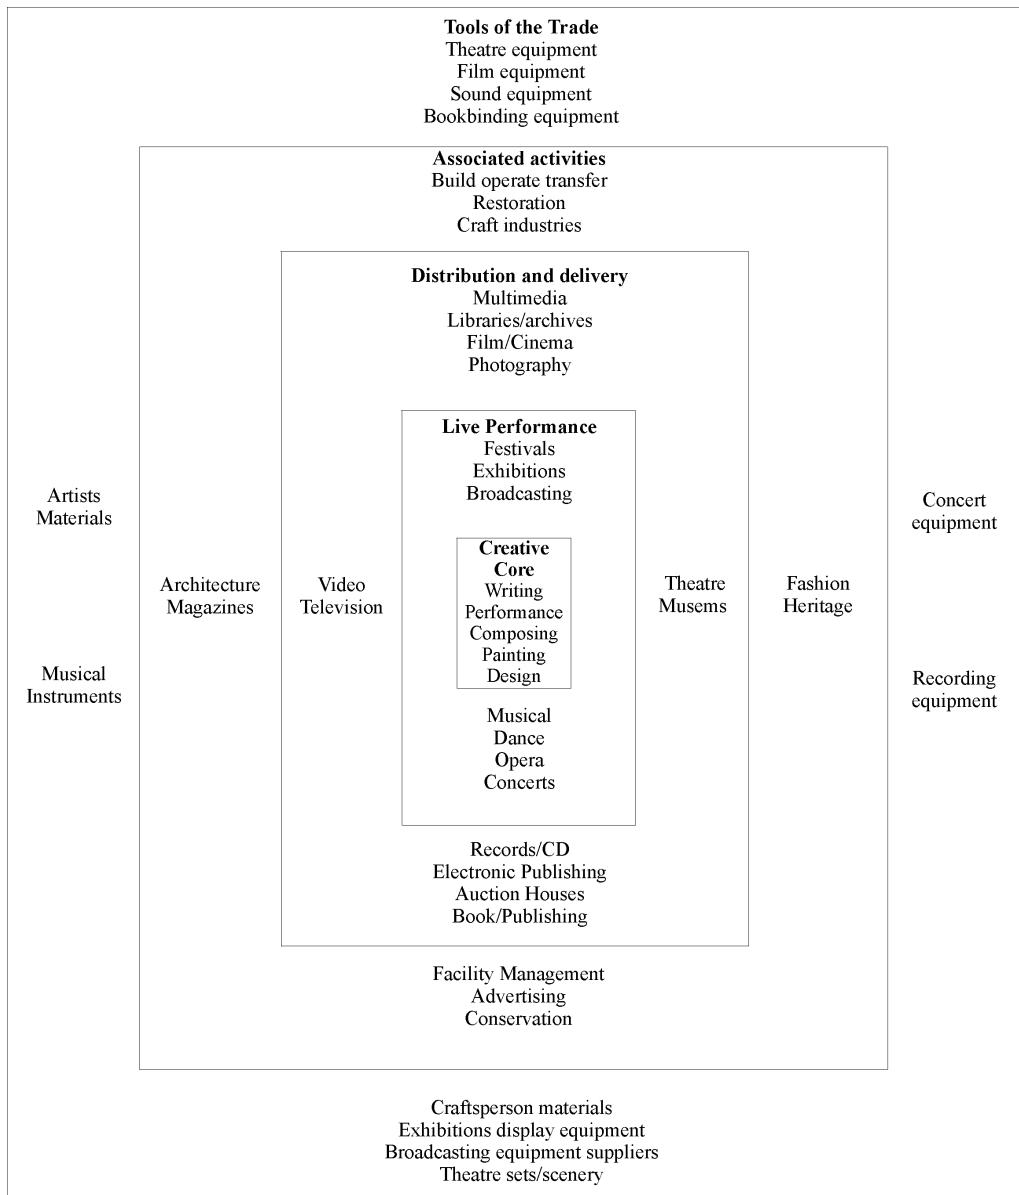 Tools of the Trade
Theatre equipment
Film equipment
Sound equipment
Bookbinding equipment
Associated activities
Build operate transfer
Restoration
Craft industries
Distribution and delivery
Multimedia
Libraries/archives
Film/Cinema
Photography
Live Performance
Festivals
Exhibitions
Broadcasting
Artists
Materials
Concert
equipment
Creative
Core
Writing
Performance
Composing
Painting
Design
Architecture
Magazines
Video
Television
Theatre
Musems
Fashion
Heritage
Musical
Instruments
Recording
equipment
Musical
Dance
Opera
Concerts
Records/CD
Electronic Publishing
Auction Houses
Book/Publishing
Facility Management
Advertising
Conservation
Craftsperson materials
Exhibitions display equipment
Broadcasting equipment suppliers
Theatre sets/scenery